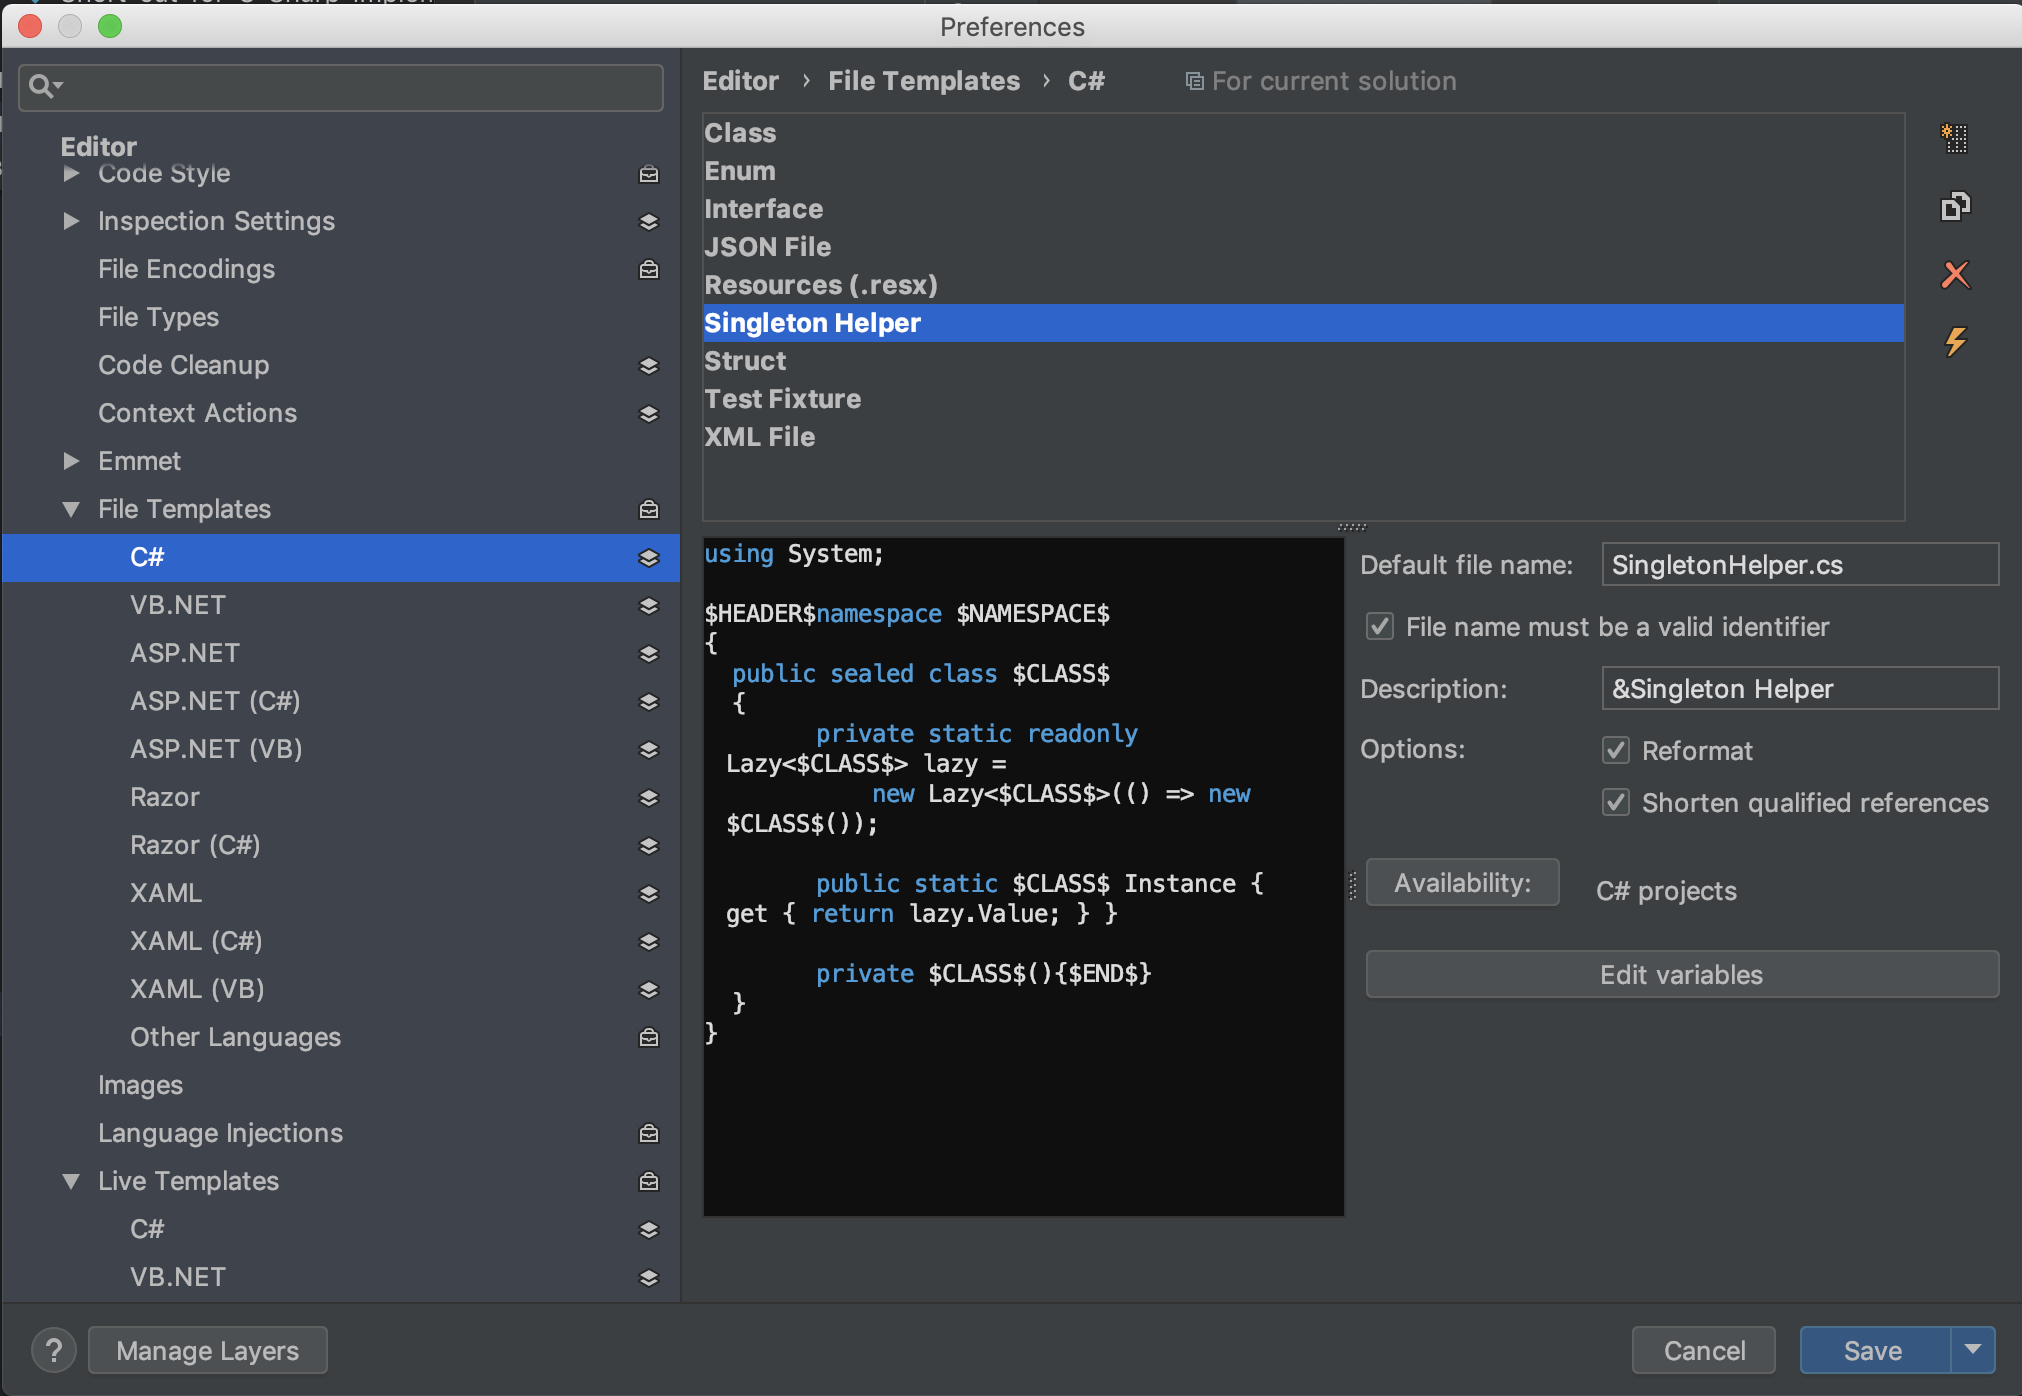 Preferences
Editor
Code Style
Inspection Settings
File Encodings
File Types
Code Cleanup
Context Actions
Emmet
File Templates
C#
VB.NET
ASP.NET
ASP.NET (C#)
ASP.NET (VB)
Razor
Razor (C#)
XAML
XAML (C#)
XAML (VB)
Other Languages
Images
Language Injections
Live Templates
C#
VB.NET
Editor › File Templates › C# For current solution
Class
Enum
Interface
JSON File
Resources (.resx)
Singleton Helper
Struct
Test Fixture
XML File
using System;
$HEADER$namespace $NAMESPACE$
{
public sealed class $CLASS$
{
private static readonly
Lazy<$CLASS$> lazy =
new Lazy<$CLASS$>(() => new
$CLASS$());
public static $CLASS$ Instance {
get { return lazy.Value; } }
private $CLASS$(){$END$}
}
}
Default file name: SingletonHelper.cs
File name must be a valid identifier
Description: &Singleton Helper
Options: Reformat
Shorten qualified references
Availability: C# projects
Edit variables
? Manage Layers
Cancel
Save